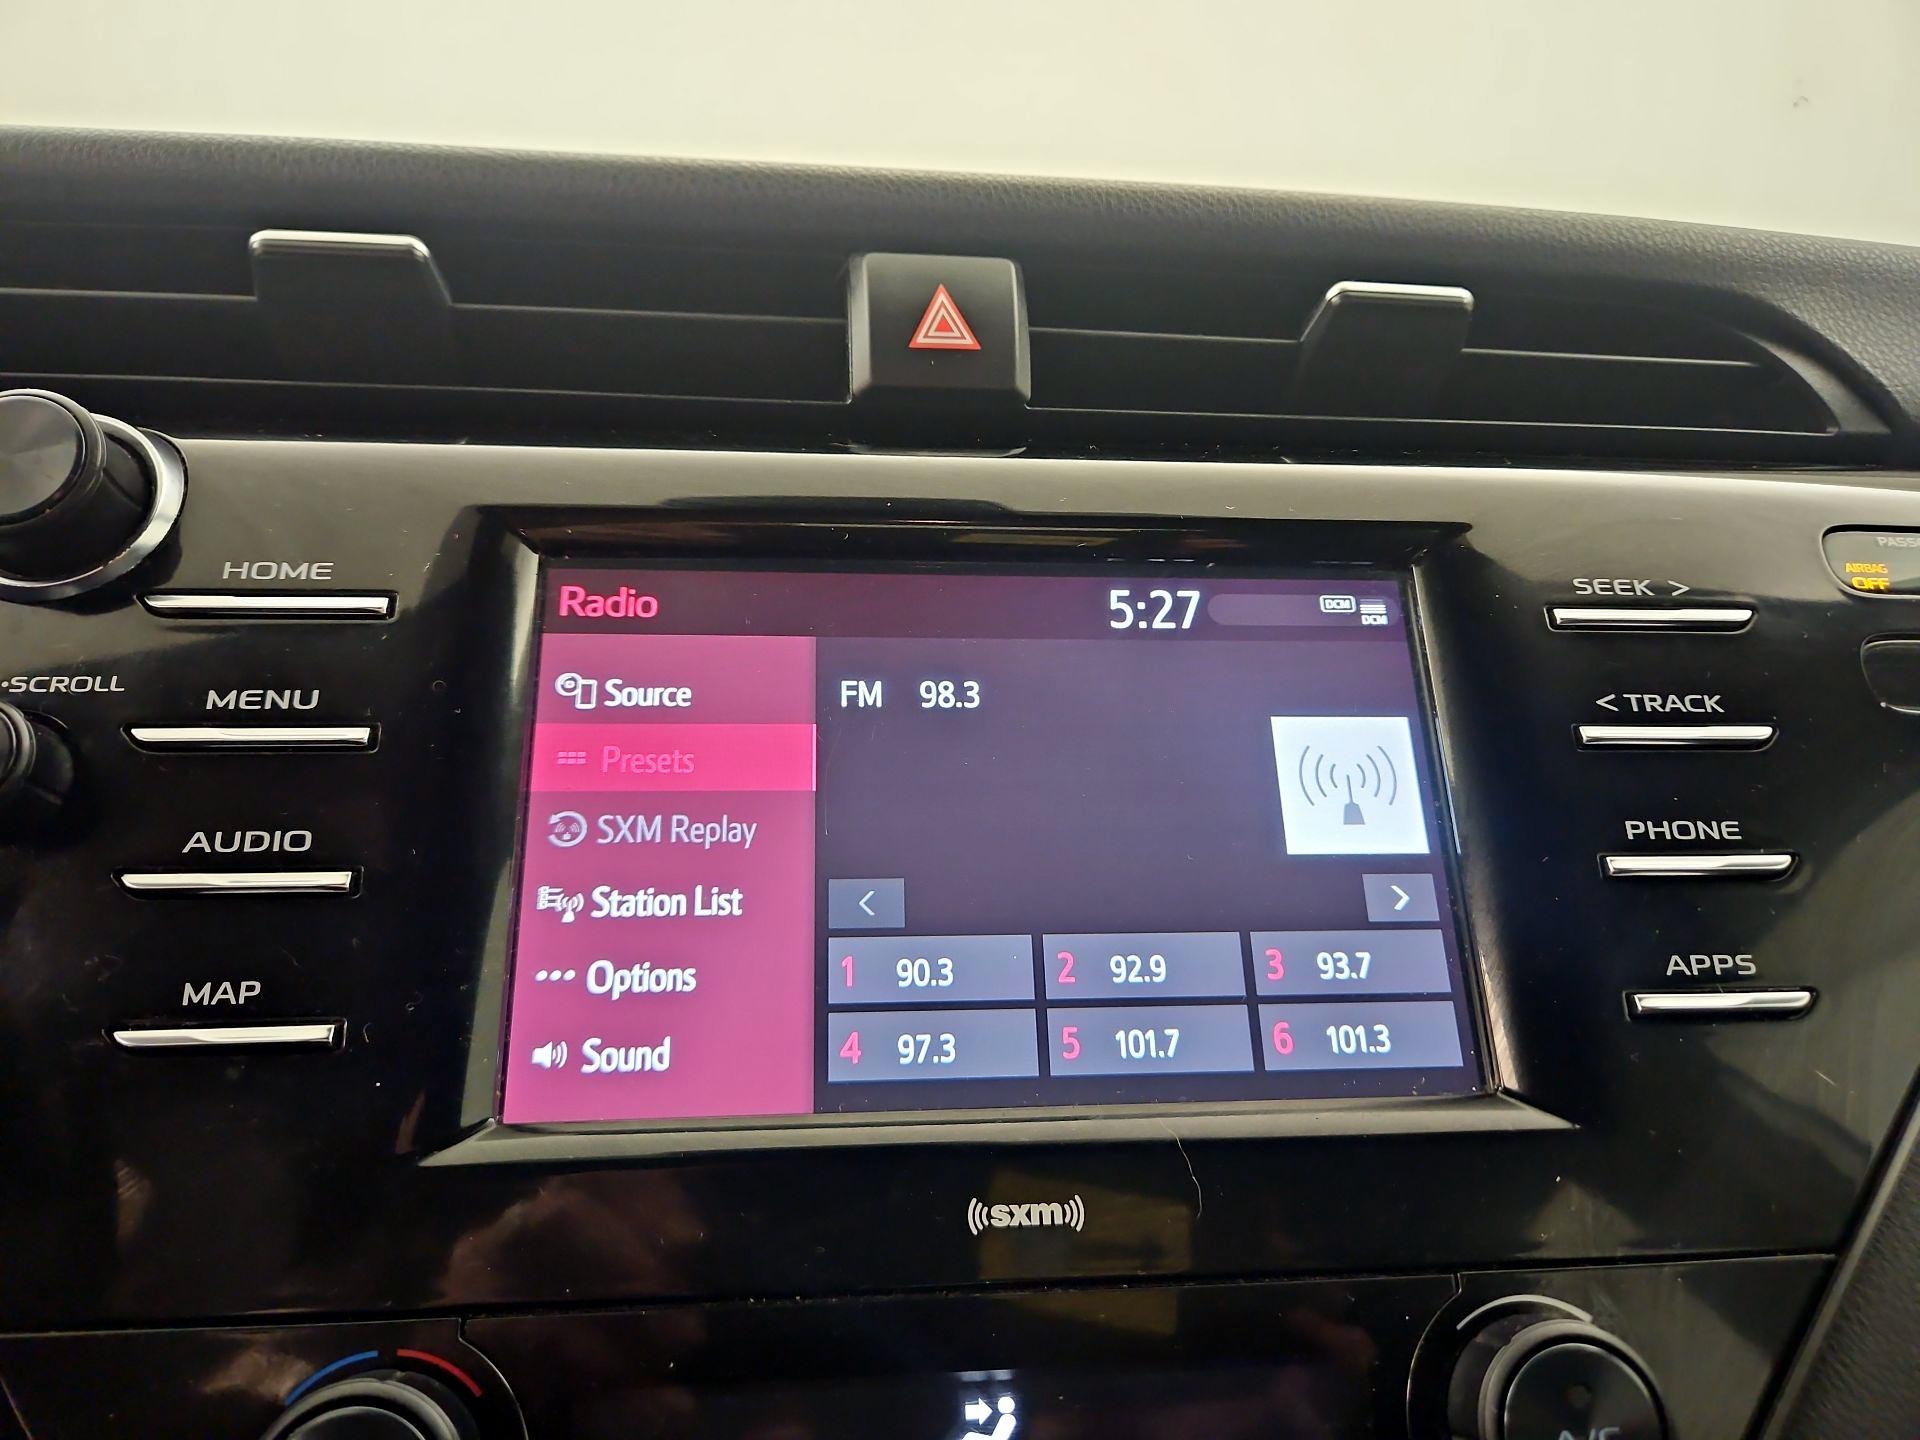 HOME
•SCROLL
MENU
AUDIO
MAP
Radio
5:27
DCM
DCM
Source
Presets
SXM Replay
Station List
Options
Sound
FM 98.3
<
>
1 90.3
2 92.9
3 93.7
4 97.3
5 101.7
6 101.3
SEEK >
< TRACK
PHONE
APPS
AIRBAG
OFF
sxm